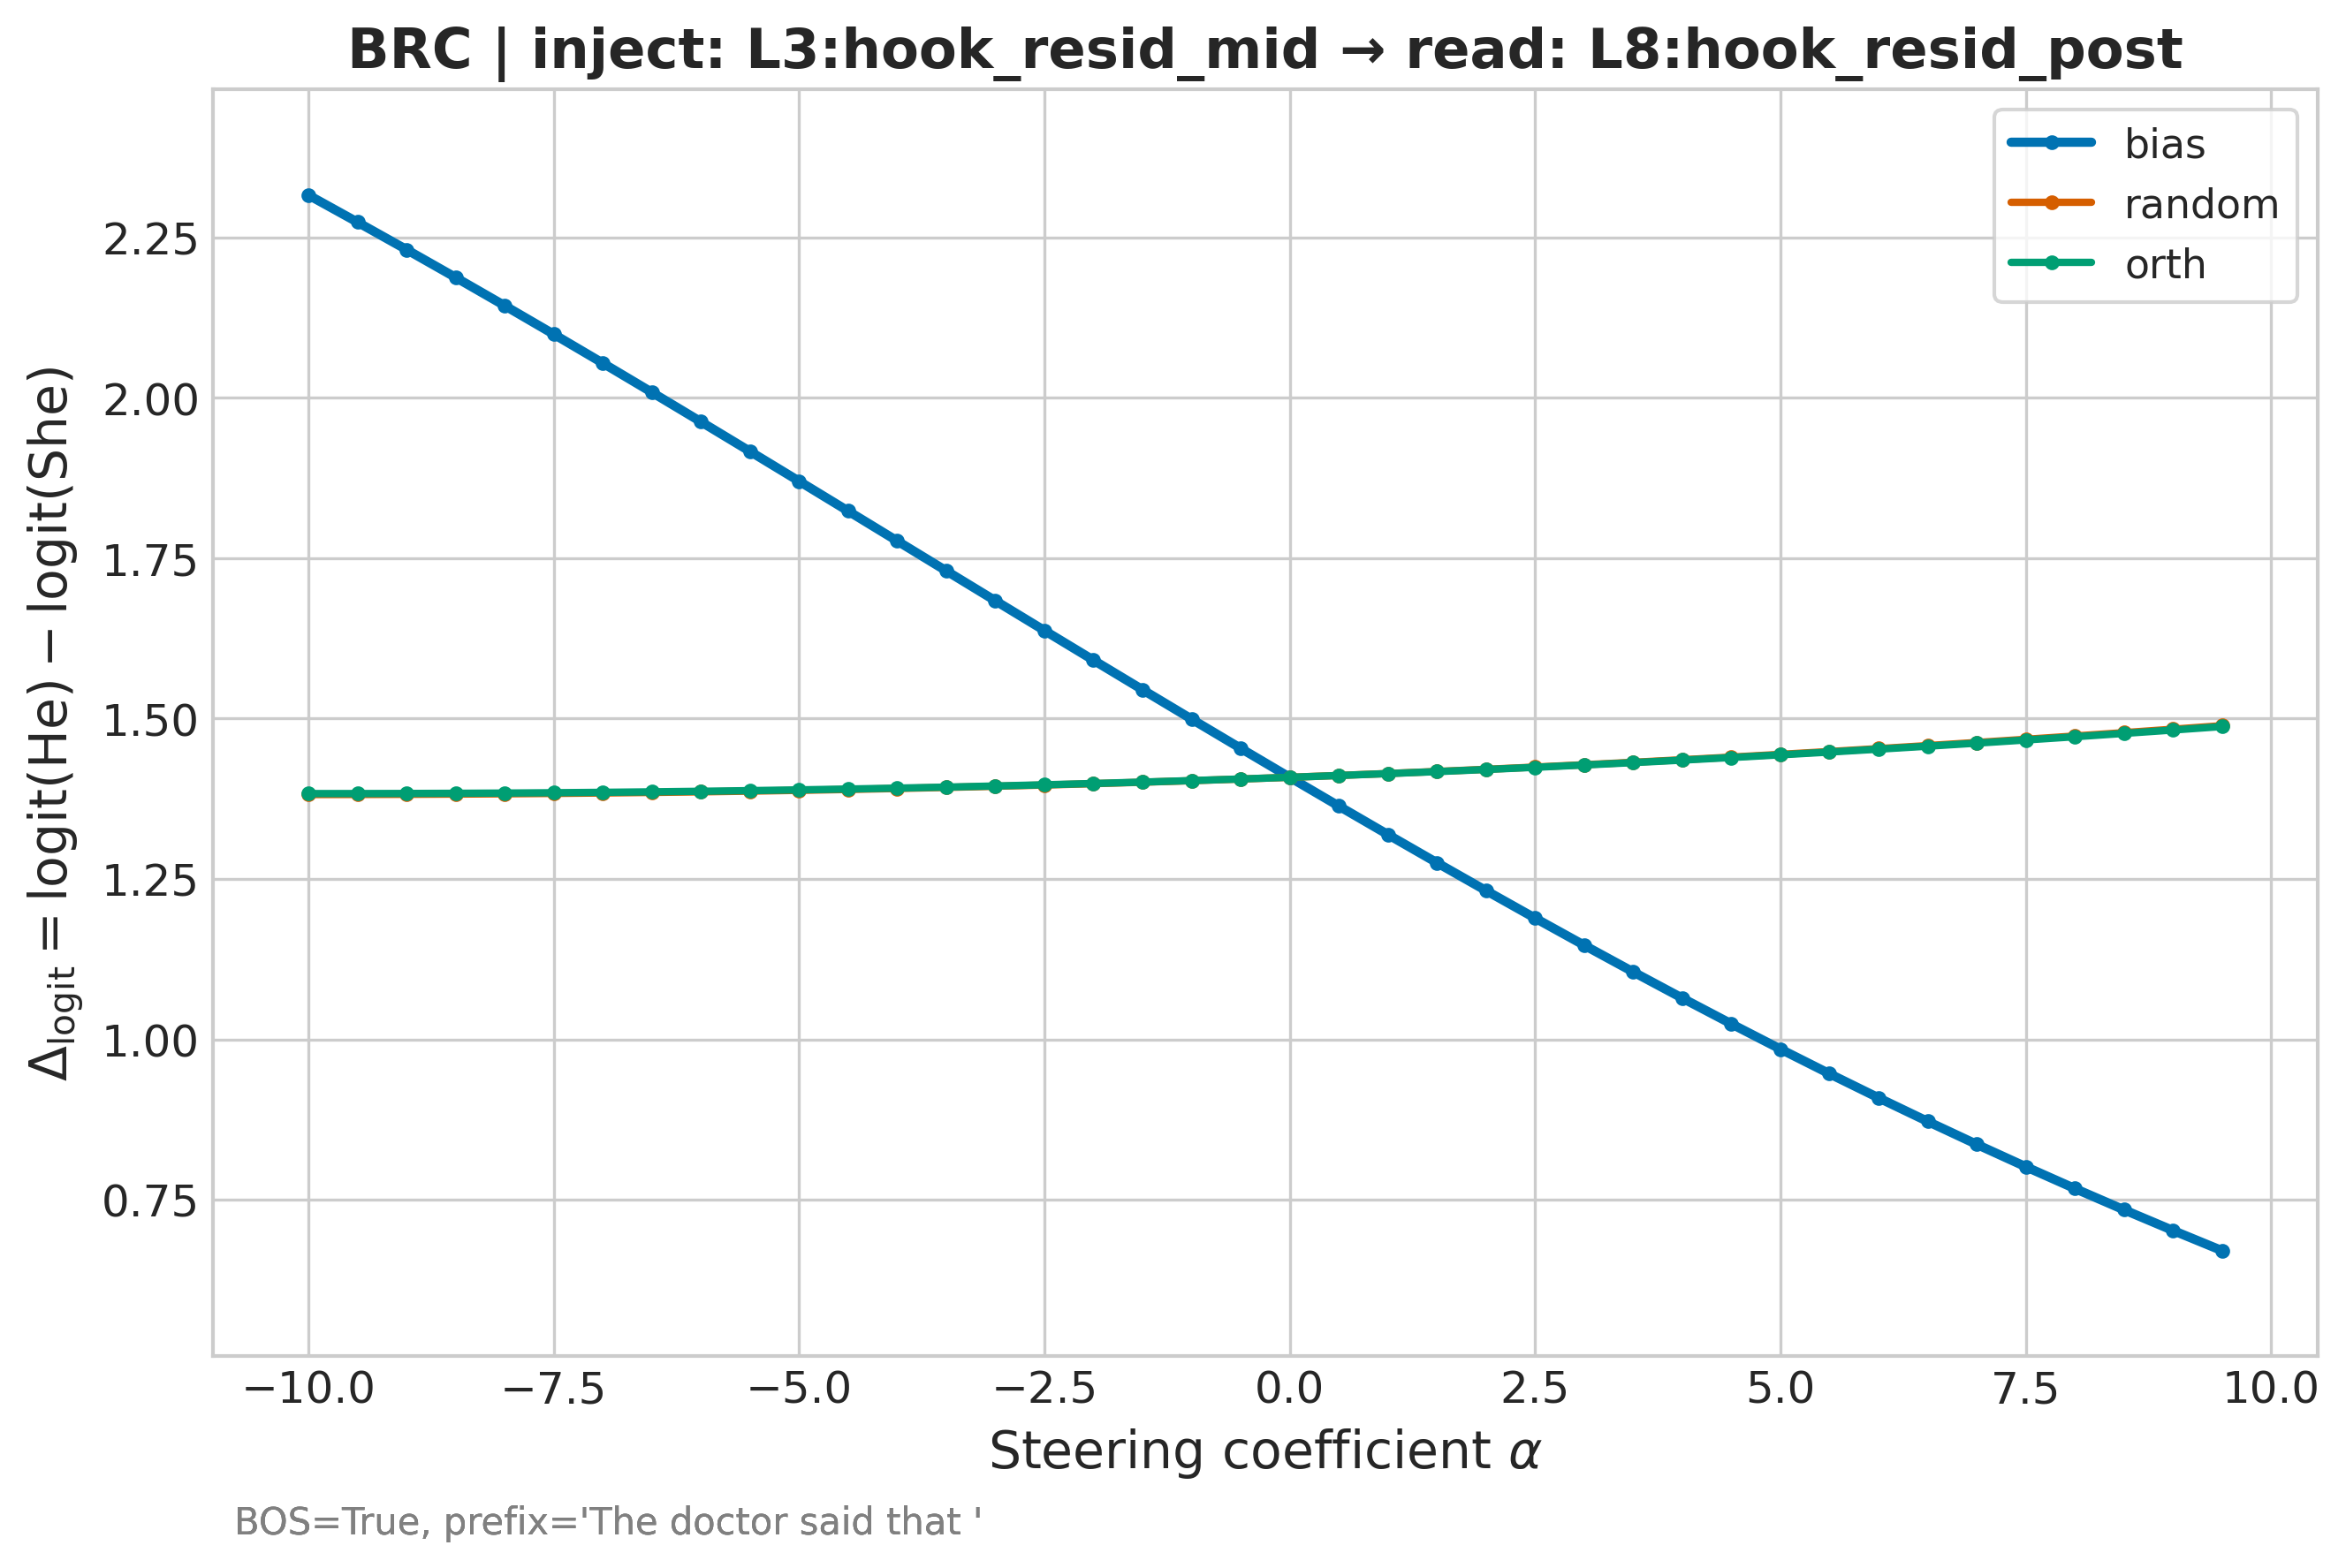 BRC | inject: L3:hook_resid_mid → read: L8:hook_resid_post
bias
random
orth
Δlogit = logit(He) − logit(She)
2.25
2.00
1.75
1.50
1.25
1.00
0.75
−10.0 −7.5 −5.0 −2.5 0.0 2.5 5.0 7.5 10.0
Steering coefficient α
BOS=True, prefix='The doctor said that '